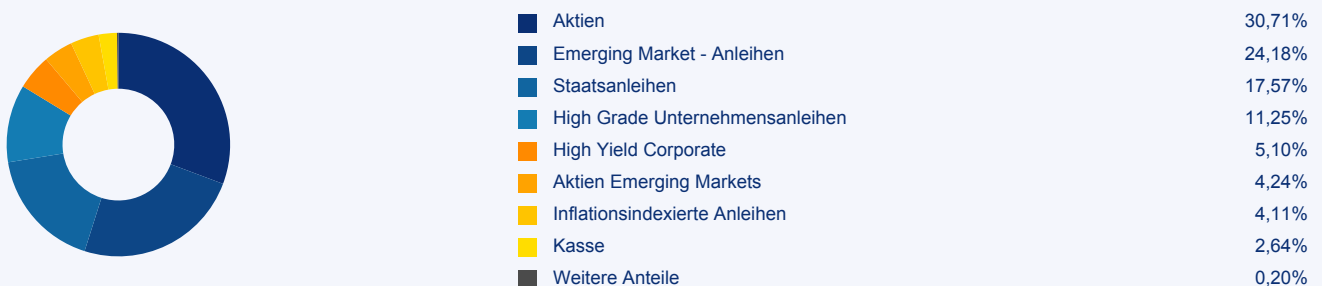 Aktien 30,71%
Emerging Market - Anleihen 24,18%
Staatsanleihen 17,57%
High Grade Unternehmensanleihen 11,25%
High Yield Corporate 5,10%
Aktien Emerging Markets 4,24%
Inflationsindexierte Anleihen 4,11%
Kasse 2,64%
Weitere Anteile 0,20%